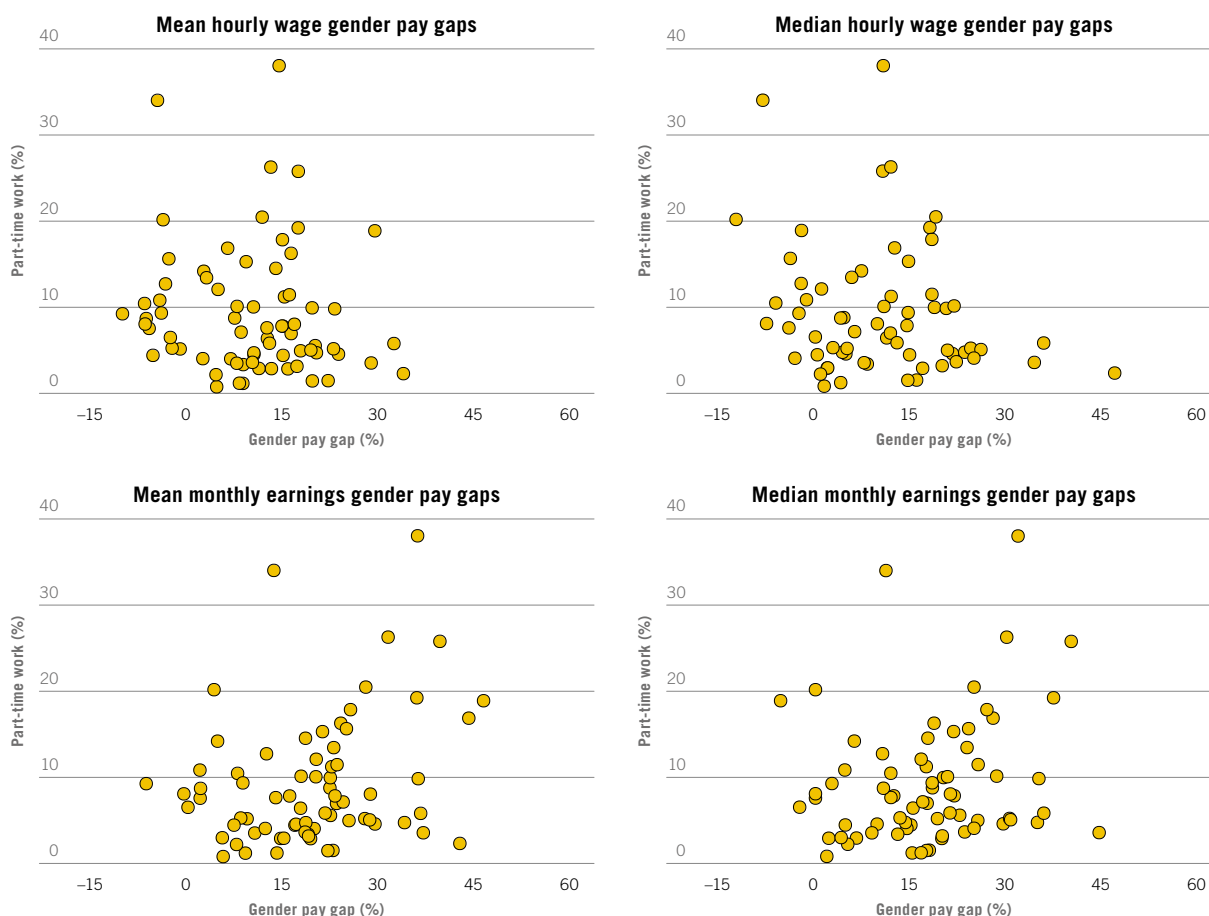 Mean hourly wage gender pay gaps
40
30
20
10
0
Part-time work (%)
–15 0 15 30 45 60
Gender pay gap (%)
Median hourly wage gender pay gaps
40
30
20
10
0
Part-time work (%)
–15 0 15 30 45 60
Gender pay gap (%)
Mean monthly earnings gender pay gaps
40
30
20
10
0
Part-time work (%)
–15 0 15 30 45 60
Gender pay gap (%)
Median monthly earnings gender pay gaps
40
30
20
10
0
Part-time work (%)
–15 0 15 30 45 60
Gender pay gap (%)